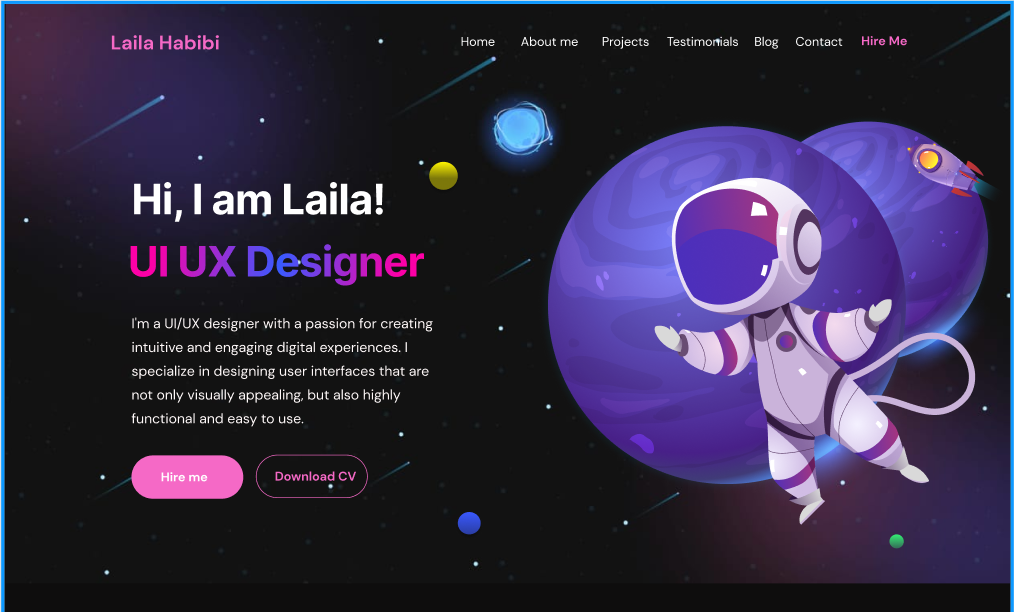 Laila Habibi
Home About me Projects Testimonials Blog Contact Hire Me
Hi, I am Laila!
UI UX Designer
I'm a UI/UX designer with a passion for creating
intuitive and engaging digital experiences. I
specialize in designing user interfaces that are
not only visually appealing, but also highly
functional and easy to use.
Hire me
Download CV